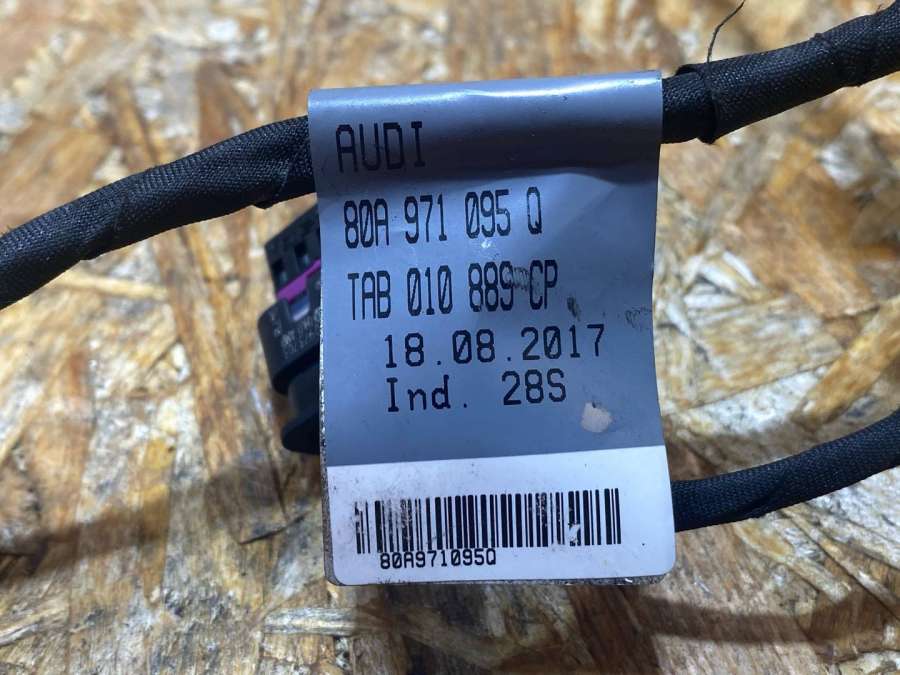 AUDI
80A 971 095 Q
TAB 010 889 CP
18.08.2017
Ind. 28S
80A971095Q